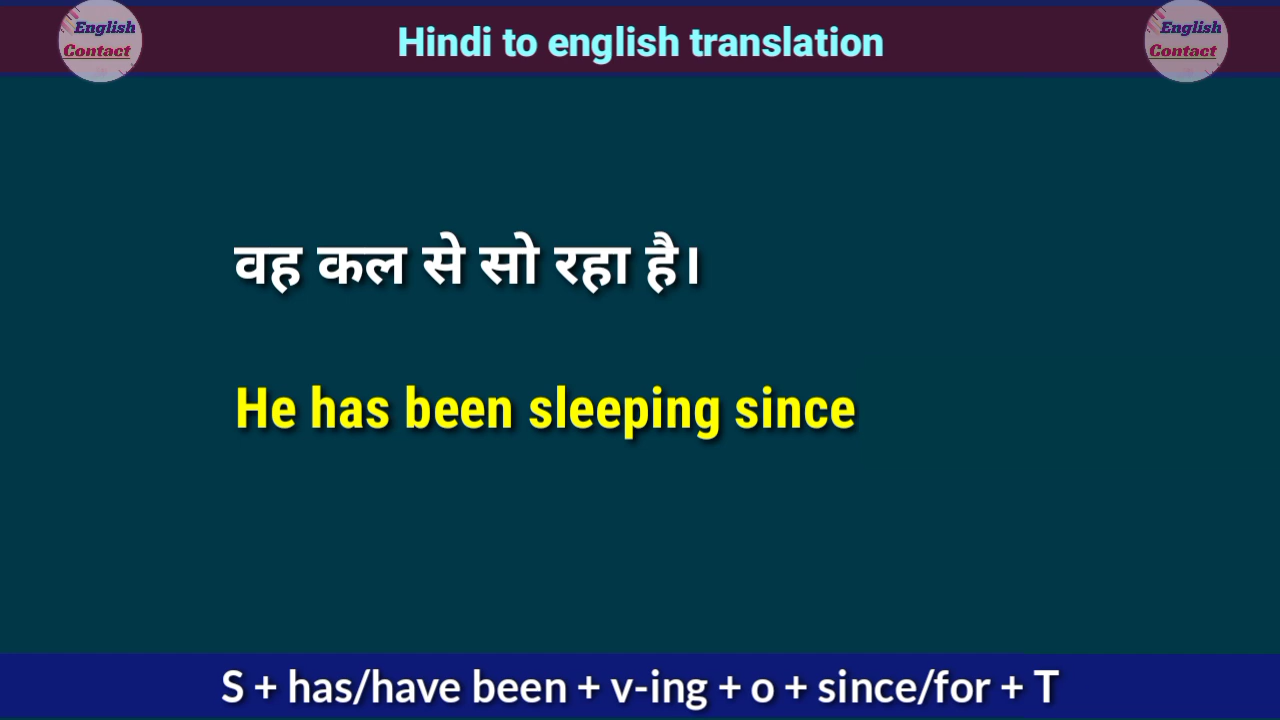 English
Contact
Hindi to english translation
English
Contact
वह कल से सो रहा है।
He has been sleeping since
S + has/have been + v-ing + o + since/for + T